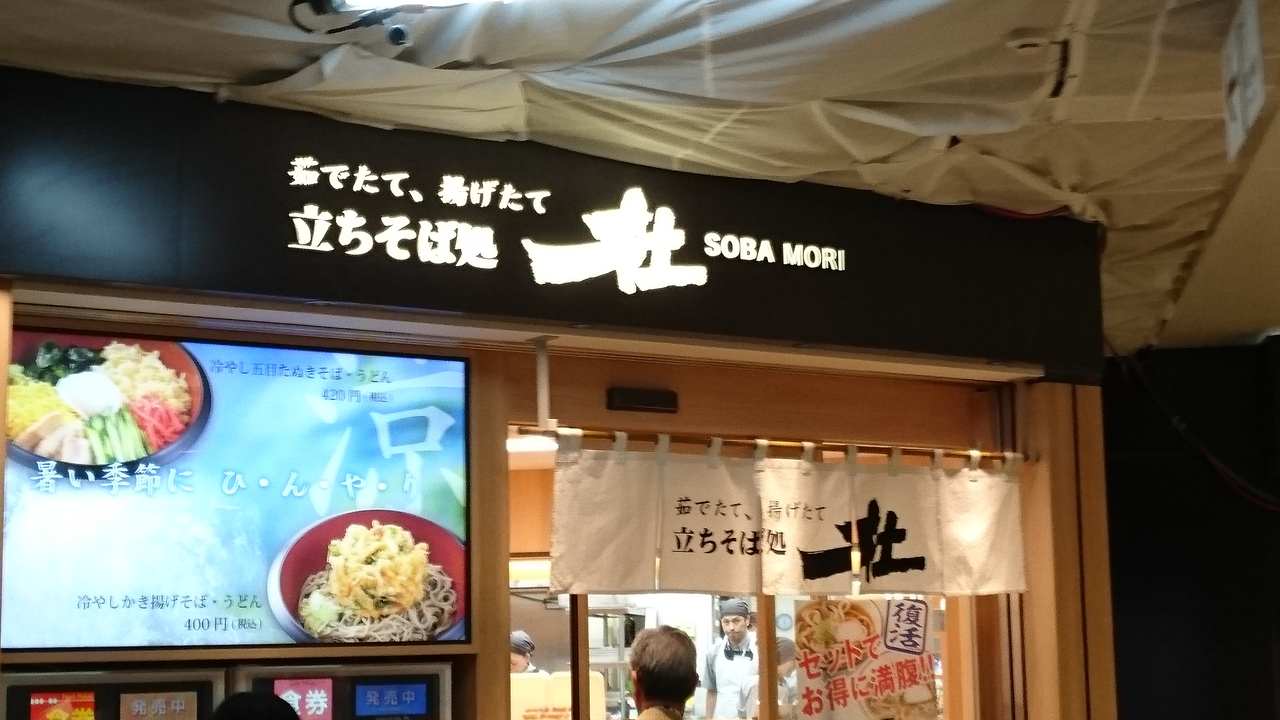 茹でたて、揚げたて
立ちそば処
杜
SOBA MORI
冷やし五目たぬきそば・うどん
420円(税込)
涼
暑い季節に ひ・ん・や・り
冷やしかき揚げそば・うどん
400円(税込)
茹でたて、揚げたて
立ちそば処
杜
復活
セットで
お得に満腹!!
食券
食券
発売中
発売中